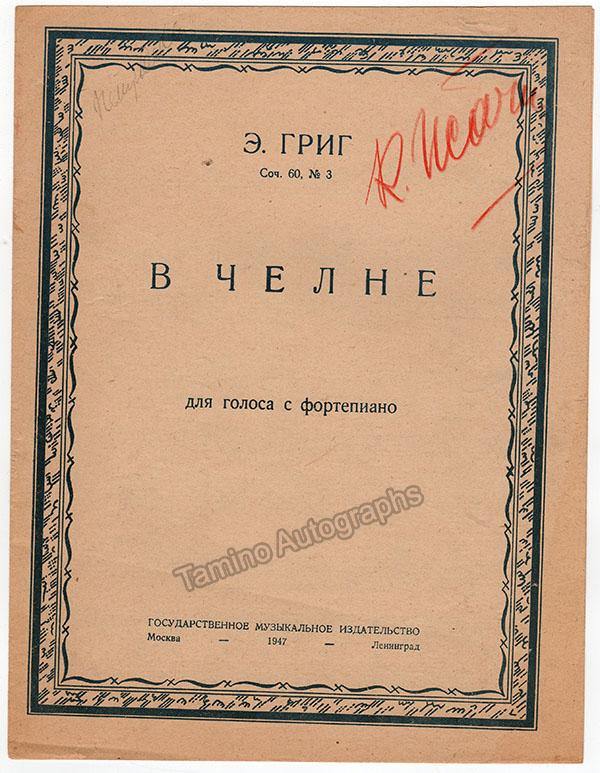 Э. ГРИГ
Соч. 60, № 3
В ЧЕЛНЕ
для голоса с фортепиано
Tamino Autographs
ГОСУДАРСТВЕННОЕ МУЗЫКАЛЬНОЕ ИЗДАТЕЛЬСТВО
Москва — 1947 — Ленинград